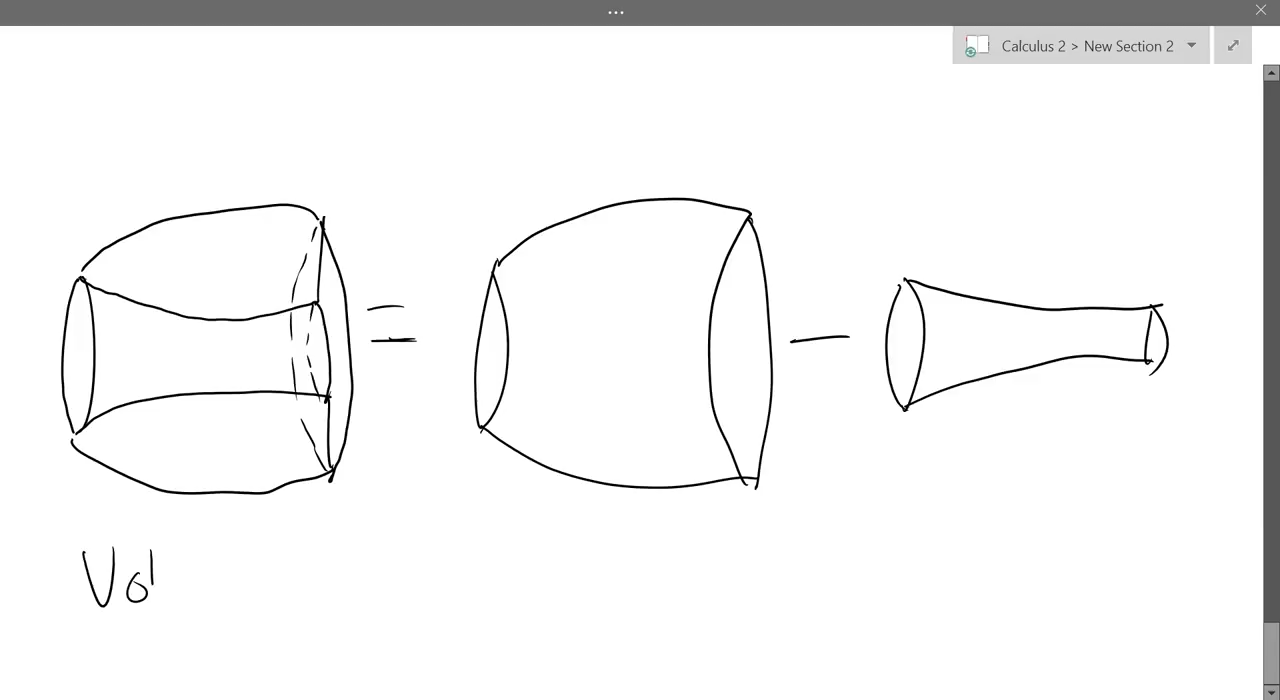 ...
Calculus 2 > New Section 2
= −
Vol